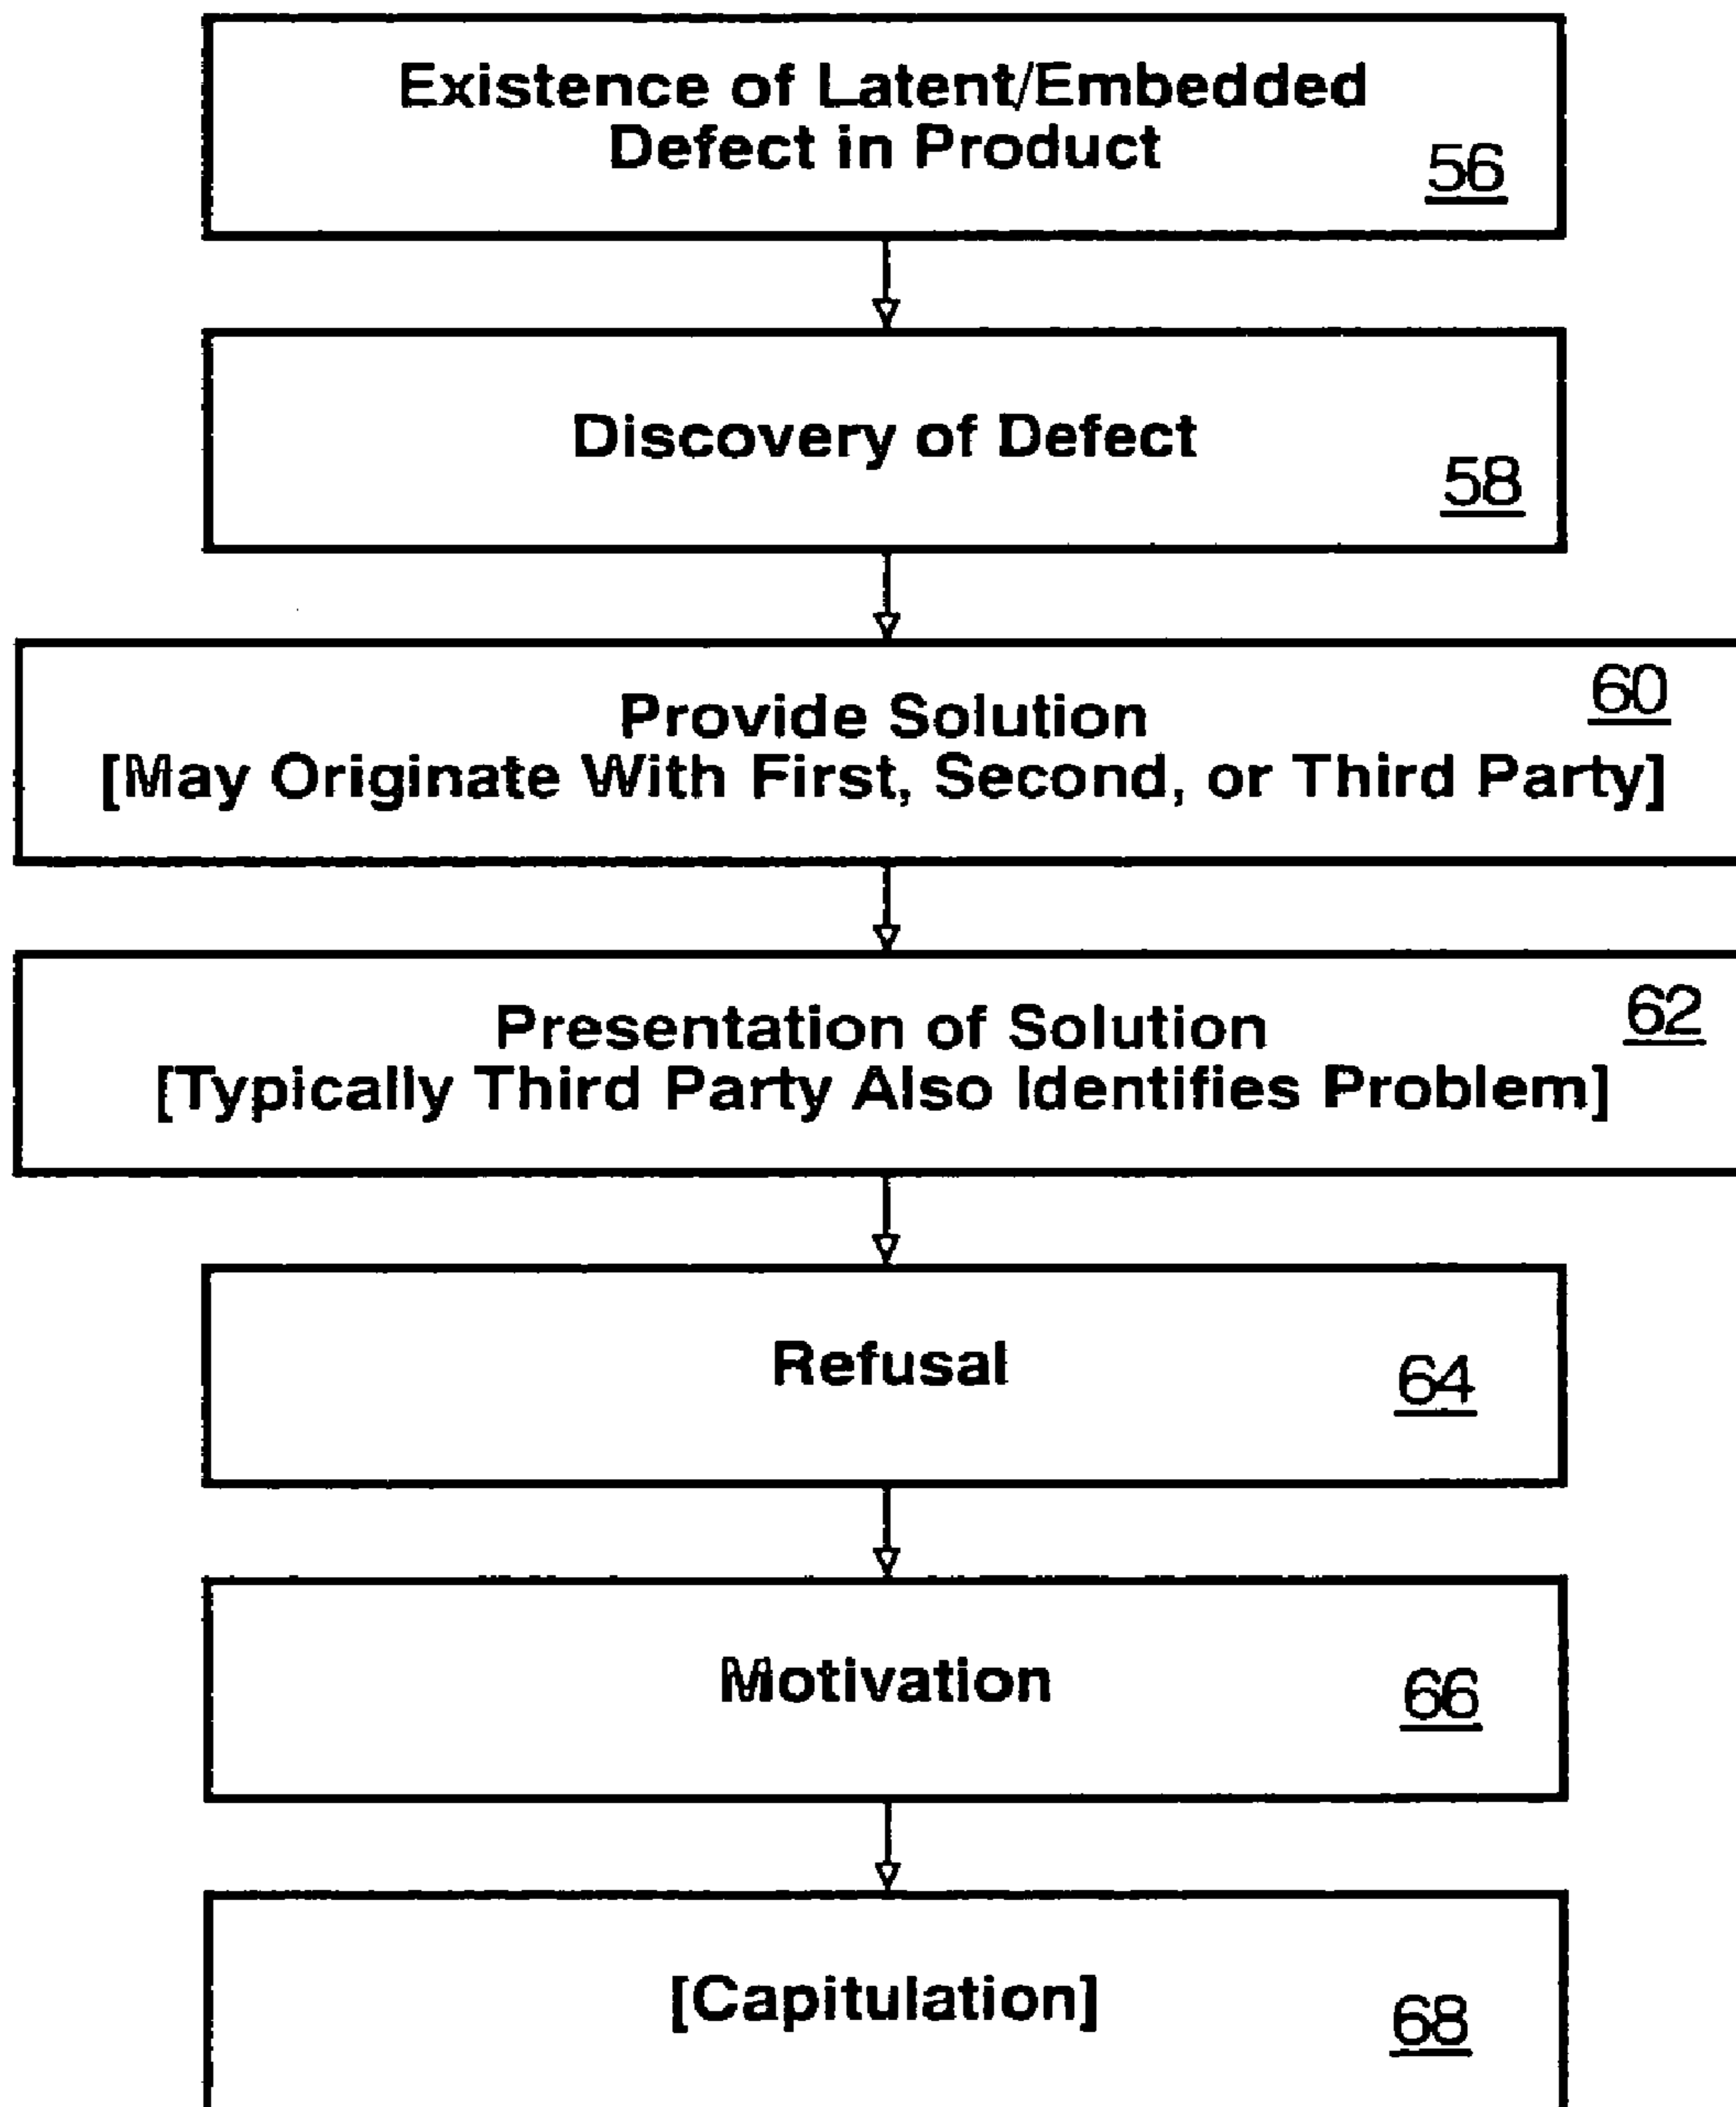 Existence of Latent/Embedded
Defect in Product
56
Discovery of Defect
58
60
Provide Solution
[May Originate With First, Second, or Third Party]
62
Presentation of Solution
[Typically Third Party Also Identifies Problem]
Refusal
64
Motivation
66
[Capitulation]
68